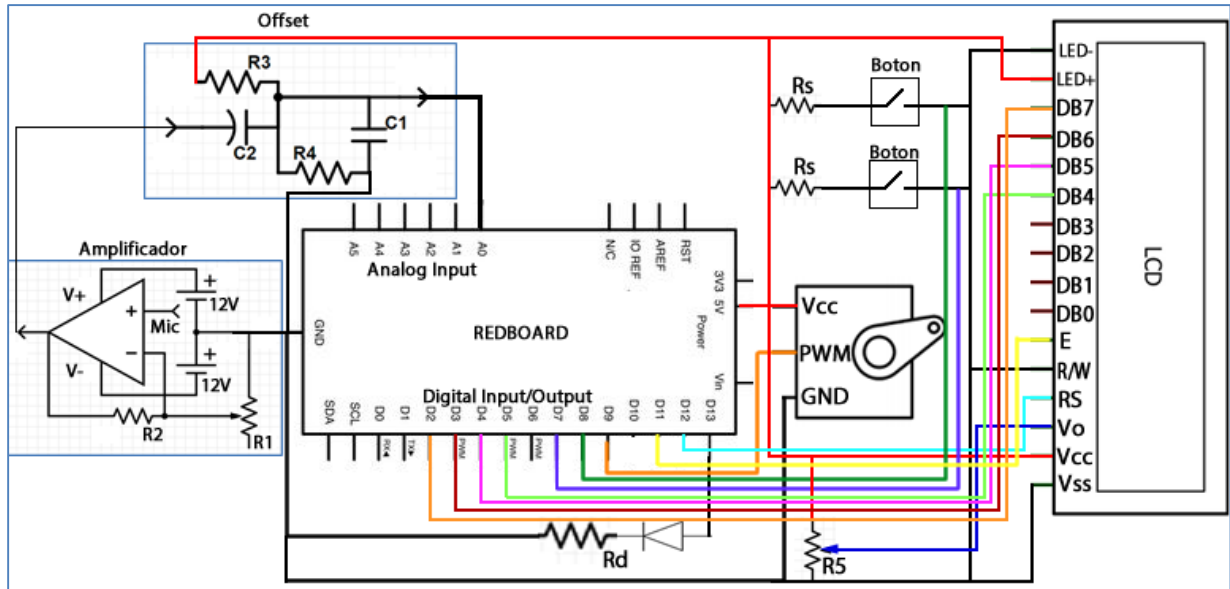 Offset
R3
C2
C1
R4
Rs
Boton
Rs
Boton
LED-
LED+
DB7
DB6
DB5
DB4
DB3
DB2
DB1
DB0
E
R/W
RS
Vo
Vcc
Vss
LCD
A5
A4
A3
A2
A1
A0
N/C
IO REF
AREF
RST
Analog Input
3V3
5V
Power
Vin
GND
REDBOARD
Digital Input/Output
SDA
SCL
D0
D1
D2
D3
D4
D5
D6
D7
D8
D9
D10
D11
D12
D13
RX
TX
PWM
PWM
PWM
Amplificador
V+
+
12V
+
Mic
-
V-
+
12V
R2
R1
Vcc
PWM
GND
Rd
R5